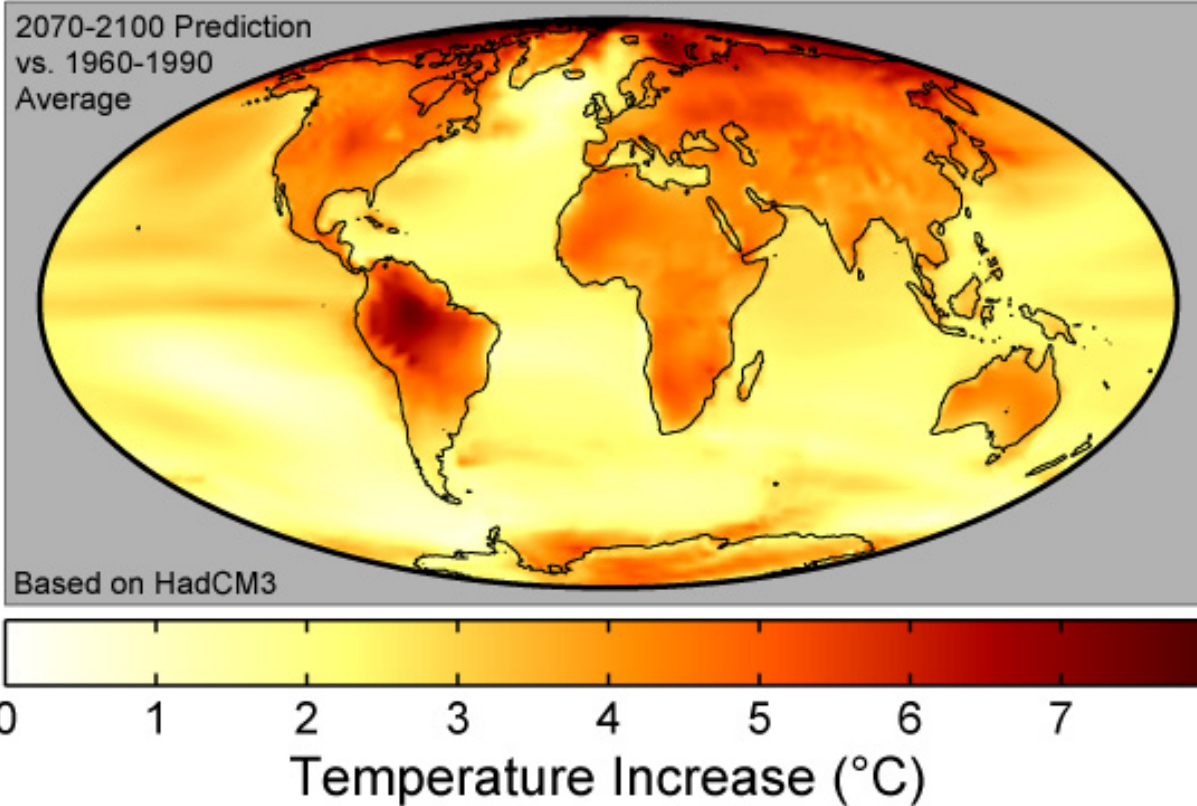 2070-2100 Prediction
vs. 1960-1990
Average
Based on HadCM3
0 1 2 3 4 5 6 7
Temperature Increase (°C)